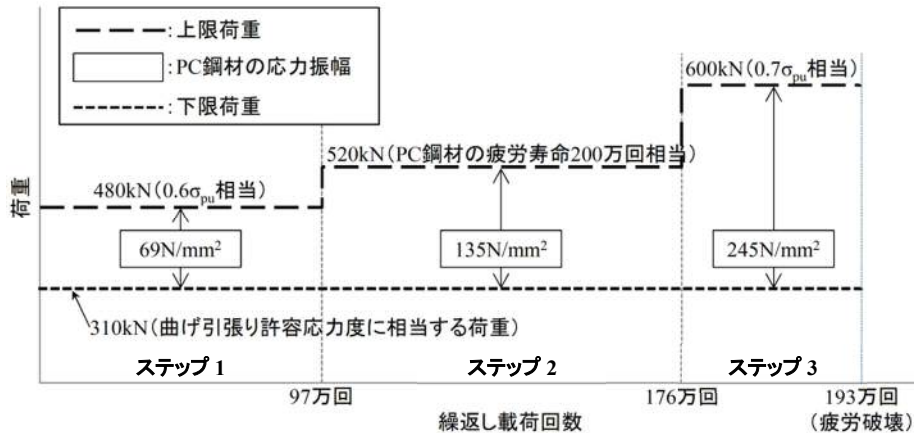 ：上限荷重
：PC鋼材の応力振幅
：下限荷重
600kN（0.7σpu相当）
520kN（PC鋼材の疲労寿命200万回相当）
480kN（0.6σpu相当）
荷重
69N/mm²
135N/mm²
245N/mm²
310kN（曲げ引張り許容応力度に相当する荷重）
ステップ 1
ステップ 2
ステップ 3
97万回
176万回
193万回
繰返し載荷回数
（疲労破壊）